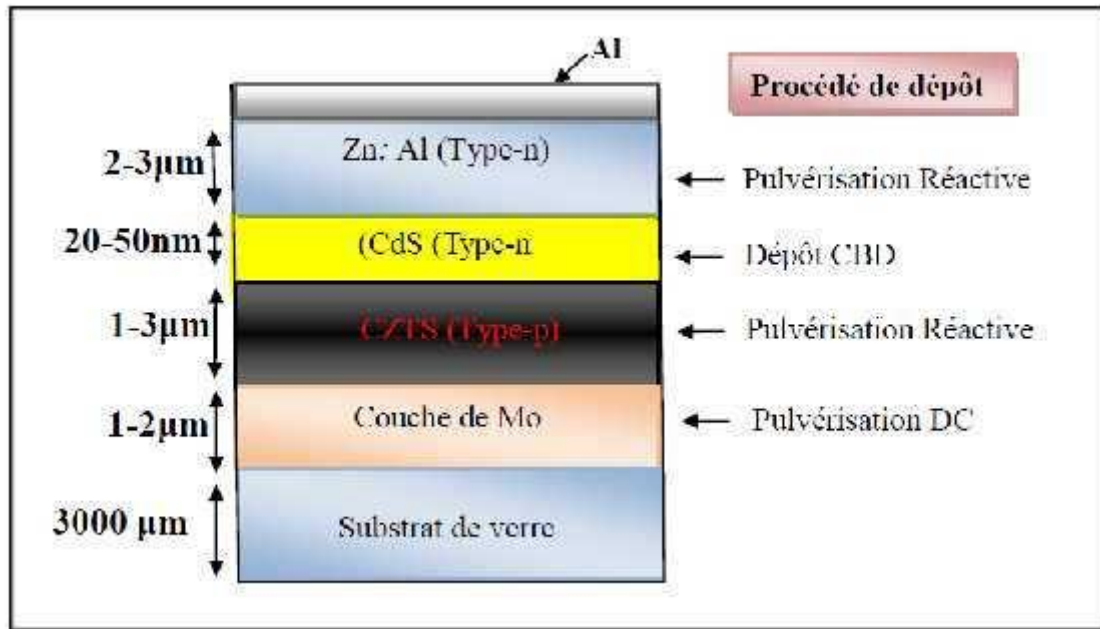 Al
Procédé de dépôt
2-3µm
Zn: Al (Type-n)
Pulvérisation Réactive
20-50nm
(CdS (Type-n
Dépôt CBD
1-3µm
CZTS (Type-p)
Pulvérisation Réactive
1-2µm
Couche de Mo
Pulvérisation DC
3000 µm
Substrat de verre